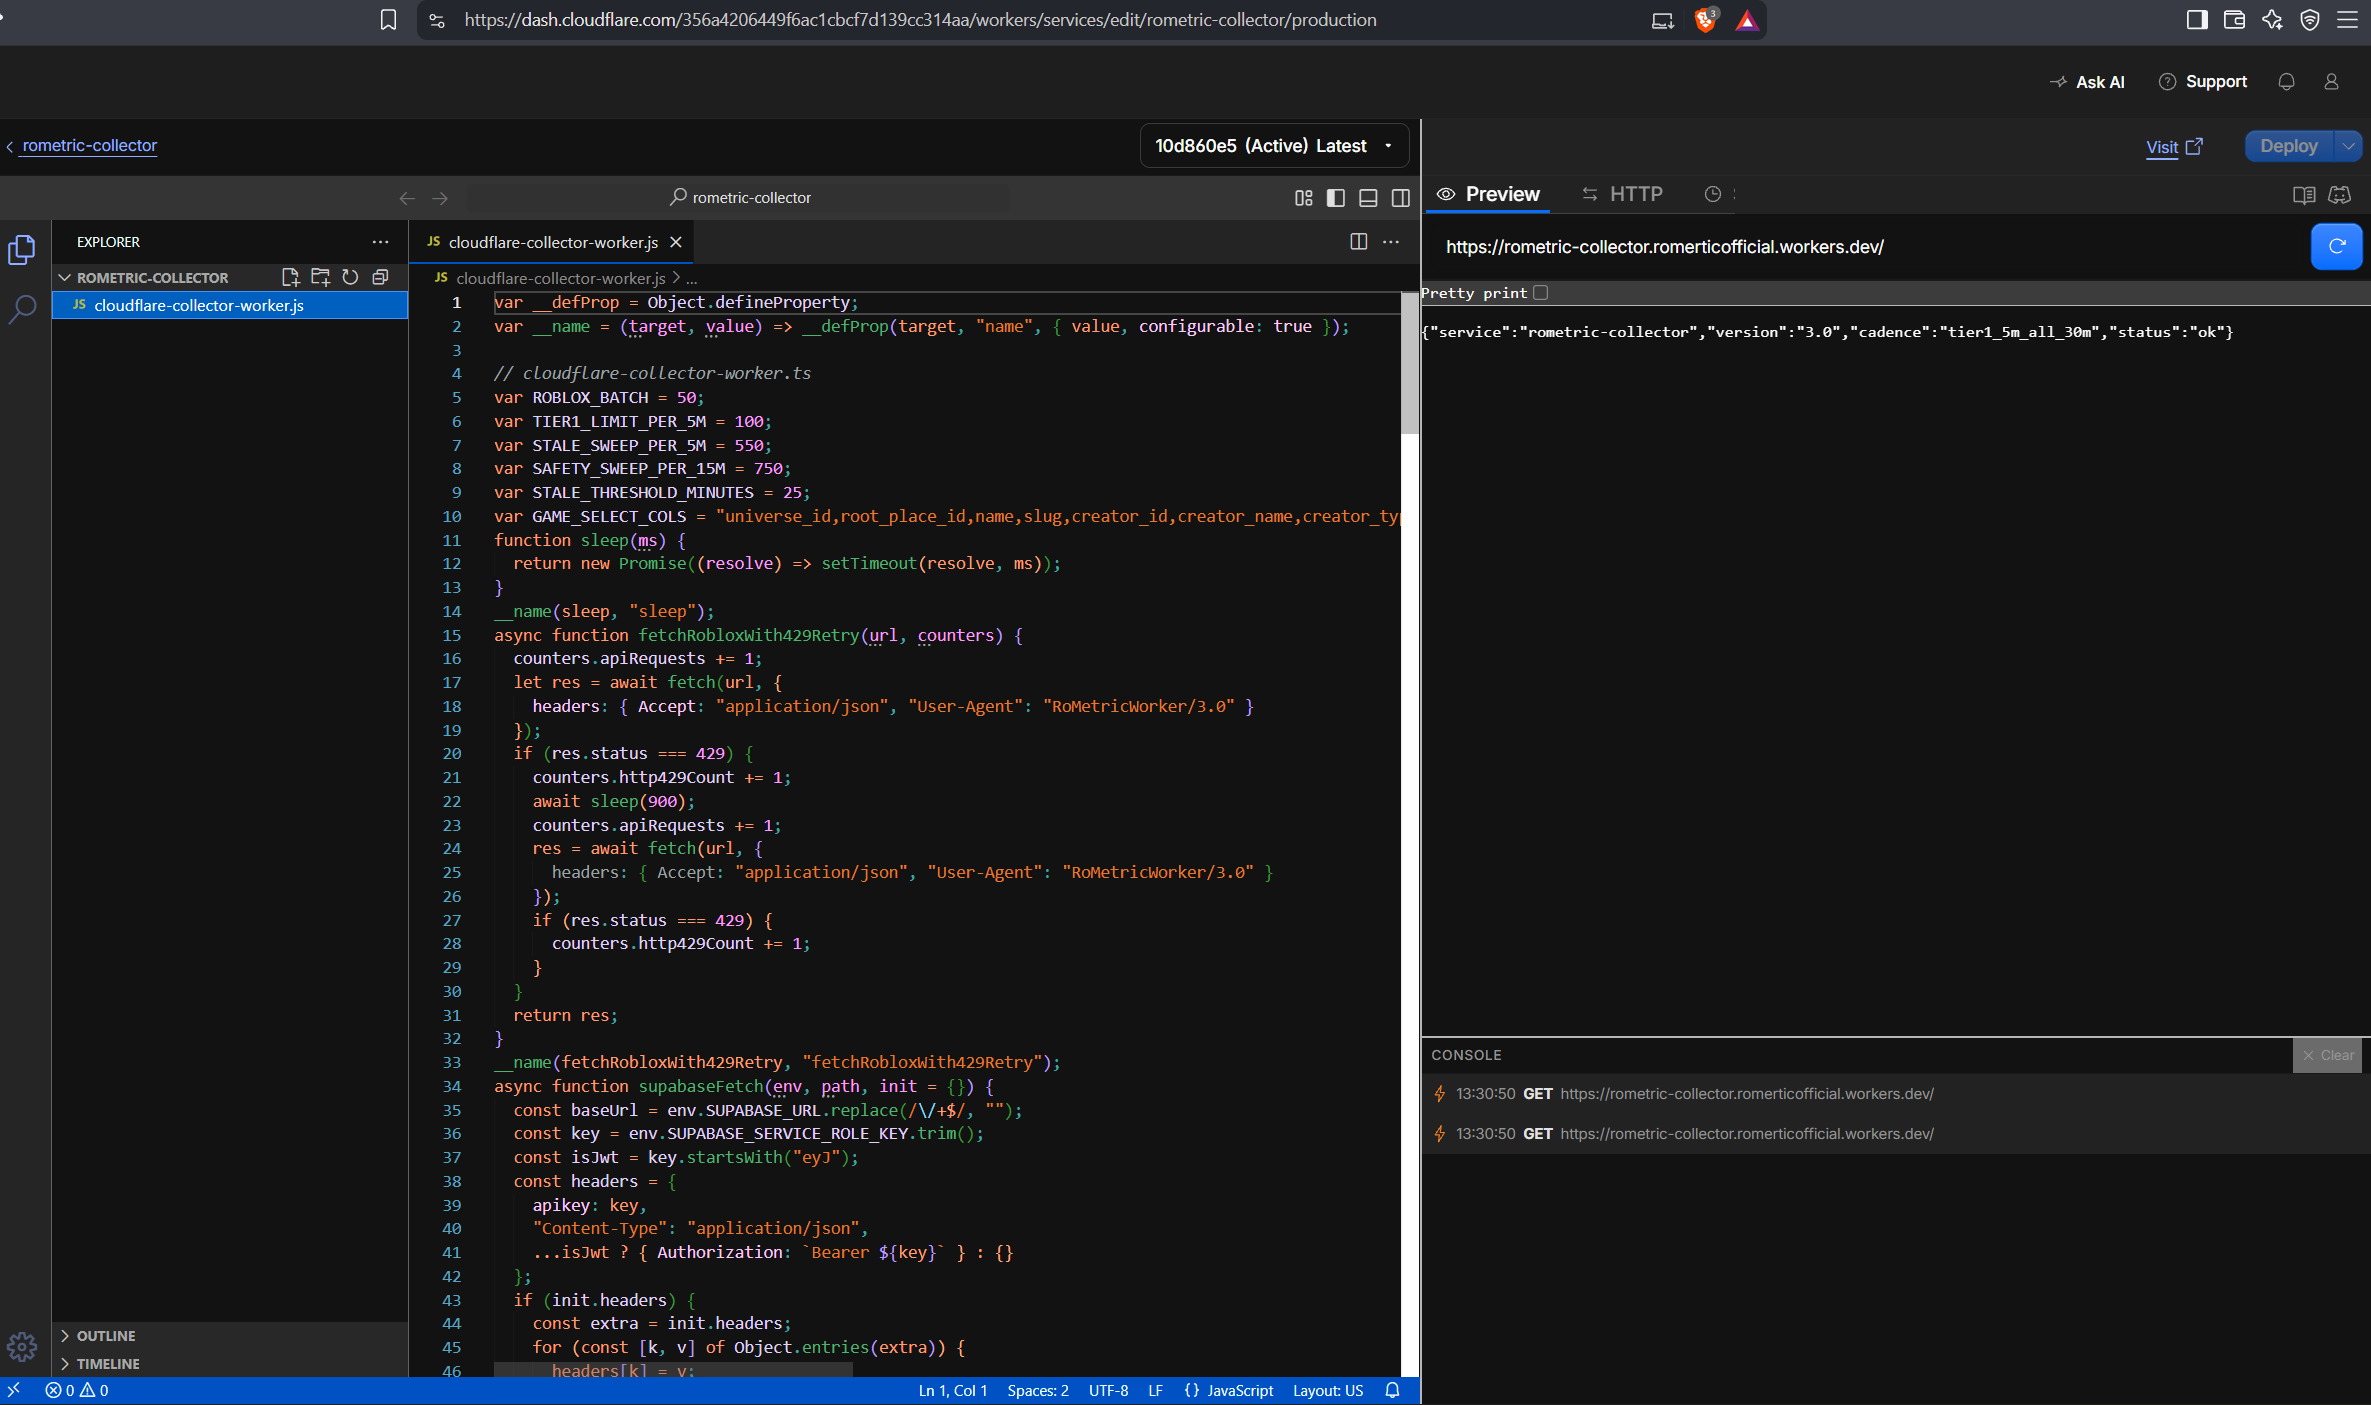 https://dash.cloudflare.com/356a4206449f6ac1cbcf7d139cc314aa/workers/services/edit/rometric-collector/production
3
Ask AI
Support
rometric-collector
10d860e5 (Active) Latest
Visit
Deploy
rometric-collector
Preview
HTTP
EXPLORER
JS cloudflare-collector-worker.js
https://rometric-collector.romerticofficial.workers.dev/
ROMETRIC-COLLECTOR
JS cloudflare-collector-worker.js > ...
JS cloudflare-collector-worker.js
Pretty print
{"service":"rometric-collector","version":"3.0","cadence":"tier1_5m_all_30m","status":"ok"}
1 var __defProp = Object.defineProperty;
2 var __name = (target, value) => __defProp(target, "name", { value, configurable: true });
3
4 // cloudflare-collector-worker.ts
5 var ROBLOX_BATCH = 50;
6 var TIER1_LIMIT_PER_5M = 100;
7 var STALE_SWEEP_PER_5M = 550;
8 var SAFETY_SWEEP_PER_15M = 750;
9 var STALE_THRESHOLD_MINUTES = 25;
10 var GAME_SELECT_COLS = "universe_id,root_place_id,name,slug,creator_id,creator_name,creator_ty
11 function sleep(ms) {
12 return new Promise((resolve) => setTimeout(resolve, ms));
13 }
14 __name(sleep, "sleep");
15 async function fetchRobloxWith429Retry(url, counters) {
16 counters.apiRequests += 1;
17 let res = await fetch(url, {
18 headers: { Accept: "application/json", "User-Agent": "RoMetricWorker/3.0" }
19 });
20 if (res.status === 429) {
21 counters.http429Count += 1;
22 await sleep(900);
23 counters.apiRequests += 1;
24 res = await fetch(url, {
25 headers: { Accept: "application/json", "User-Agent": "RoMetricWorker/3.0" }
26 });
27 if (res.status === 429) {
28 counters.http429Count += 1;
29 }
30 }
31 return res;
32 }
33 __name(fetchRobloxWith429Retry, "fetchRobloxWith429Retry");
34 async function supabaseFetch(env, path, init = {}) {
35 const baseUrl = env.SUPABASE_URL.replace(/\/+$/, "");
36 const key = env.SUPABASE_SERVICE_ROLE_KEY.trim();
37 const isJwt = key.startsWith("eyJ");
38 const headers = {
39 apikey: key,
40 "Content-Type": "application/json",
41 ...isJwt ? { Authorization: `Bearer ${key}` } : {}
42 };
43 if (init.headers) {
44 const extra = init.headers;
45 for (const [k, v] of Object.entries(extra)) {
46 headers[k] = v;
CONSOLE
Clear
13:30:50 GET https://rometric-collector.romerticofficial.workers.dev/
13:30:50 GET https://rometric-collector.romerticofficial.workers.dev/
OUTLINE
TIMELINE
0 0
Ln 1, Col 1 Spaces: 2 UTF-8 LF {} JavaScript Layout: US